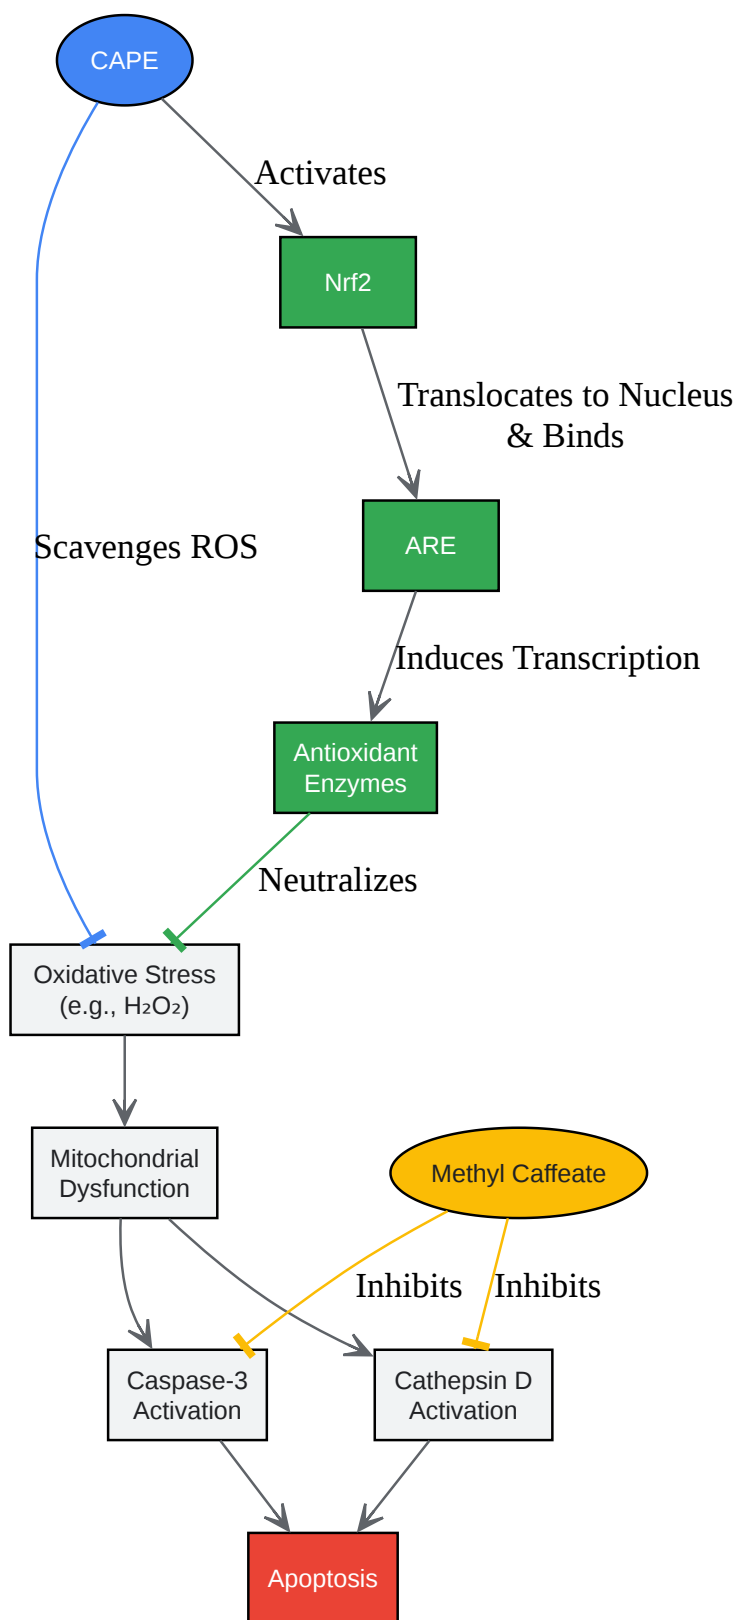 CAPE
Activates
Nrf2
Translocates to Nucleus
& Binds
Scavenges ROS
ARE
Induces Transcription
Antioxidant
Enzymes
Neutralizes
Oxidative Stress
(e.g., H₂O₂)
Mitochondrial
Dysfunction
Methyl Caffeate
Inhibits
Inhibits
Caspase-3
Activation
Cathepsin D
Activation
Apoptosis